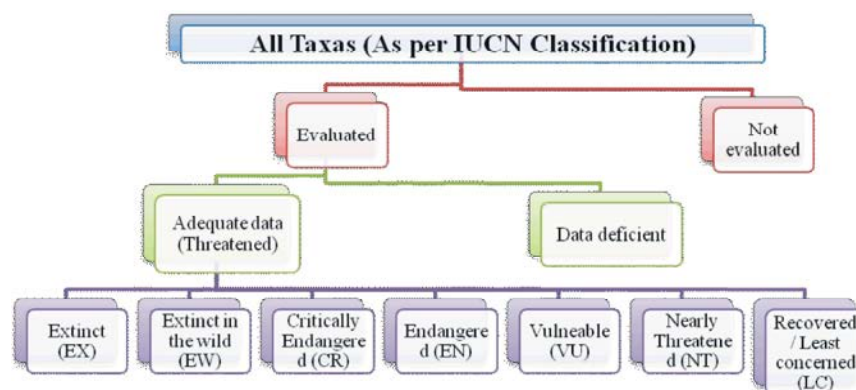 All Taxas (As per IUCN Classification)
Evaluated
Not
evaluated
Adequate data
(Threatened)
Data deficient
Extinct
(EX)
Extinct in
the wild
(EW)
Critically
Endangere
d (CR)
Endangere
d (EN)
Vulneable
(VU)
Nearly
Threatene
d (NT)
Recovered
/ Least
concerned
(LC)